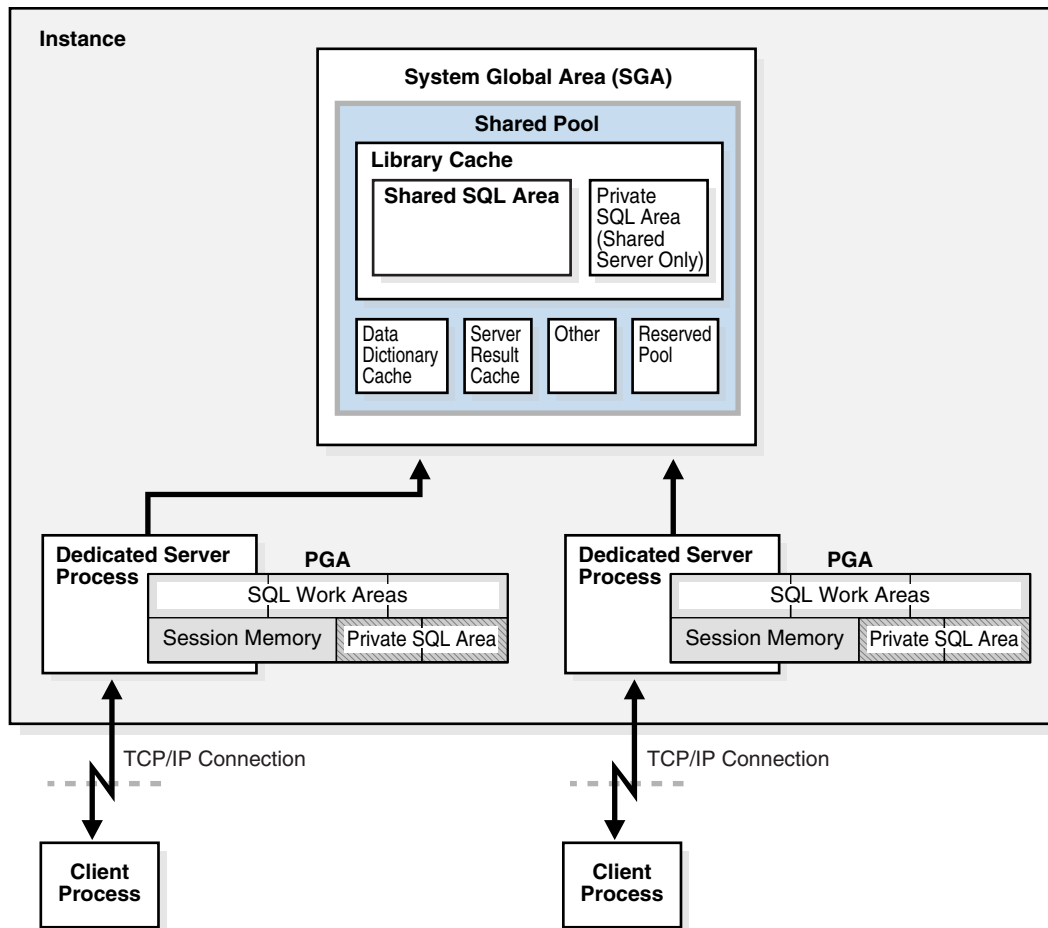 Instance
System Global Area (SGA)
Shared Pool
Library Cache
Shared SQL Area
Private
SQL Area
(Shared
Server Only)
Data
Dictionary
Cache
Server
Result
Cache
Other
Reserved
Pool
Dedicated Server
Process
PGA
SQL Work Areas
Session Memory
Private SQL Area
Dedicated Server
Process
PGA
SQL Work Areas
Session Memory
Private SQL Area
TCP/IP Connection
TCP/IP Connection
Client
Process
Client
Process